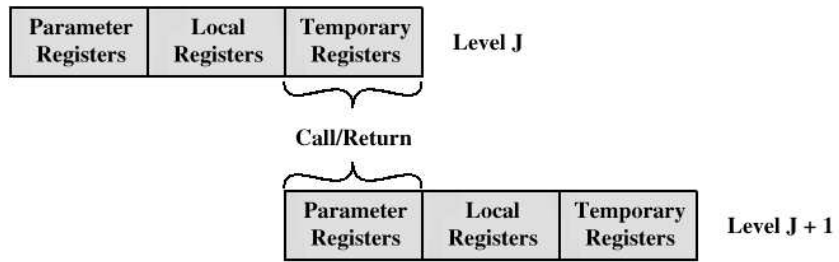 Parameter Registers
Local Registers
Temporary Registers
Level J
Call/Return
Parameter Registers
Local Registers
Temporary Registers
Level J + 1